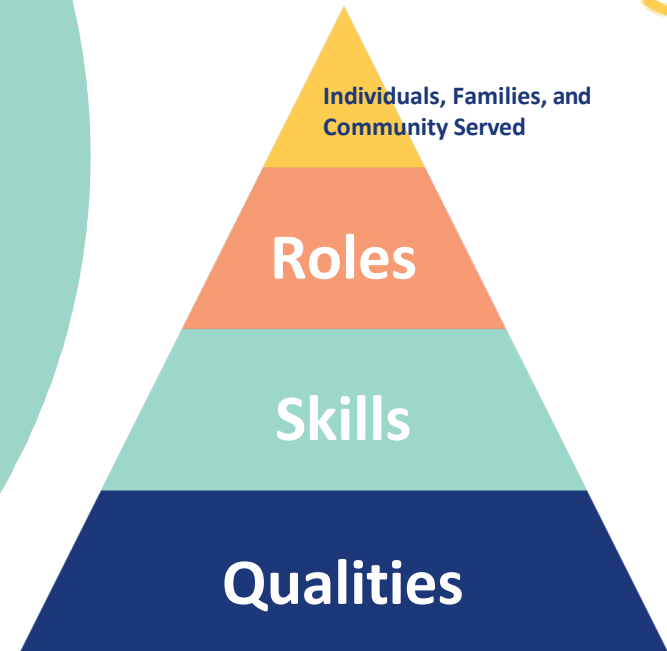 Individuals, Families, and
Community Served
Roles
Skills
Qualities